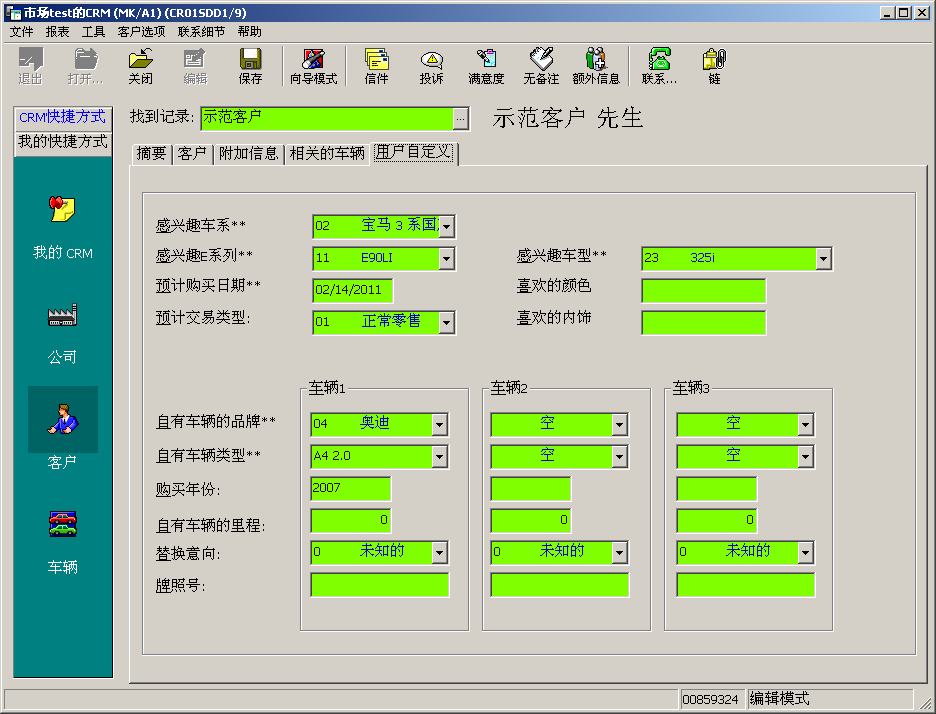 市场test的CRM (MK/A1) (CR01SDD1/9)
文件 报表 工具 客户选项 联系细节 帮助
退出 打开... 关闭 编辑 保存 向导模式 信件 投诉 满意度 无备注 额外信息 联系... 链
CRM快捷方式
我的快捷方式
我的 CRM
公司
客户
车辆
找到记录: 示范客户 ... 示范客户 先生
摘要 客户 附加信息 相关的车辆 用户自定义
感兴趣车系** 02 宝马 3 系国
感兴趣E系列** 11 E90LI 感兴趣车型** 23 325i
预计购买日期** 02/14/2011 喜欢的颜色
预计交易类型: 01 正常零售 喜欢的内饰
车辆1 车辆2 车辆3
自有车辆的品牌** 04 奥迪 空 空
自有车辆类型** A4 2.0 空 空
购买年份: 2007
自有车辆的里程: 0 0 0
替换意向: 0 未知的 0 未知的 0 未知的
牌照号:
00859324 编辑模式